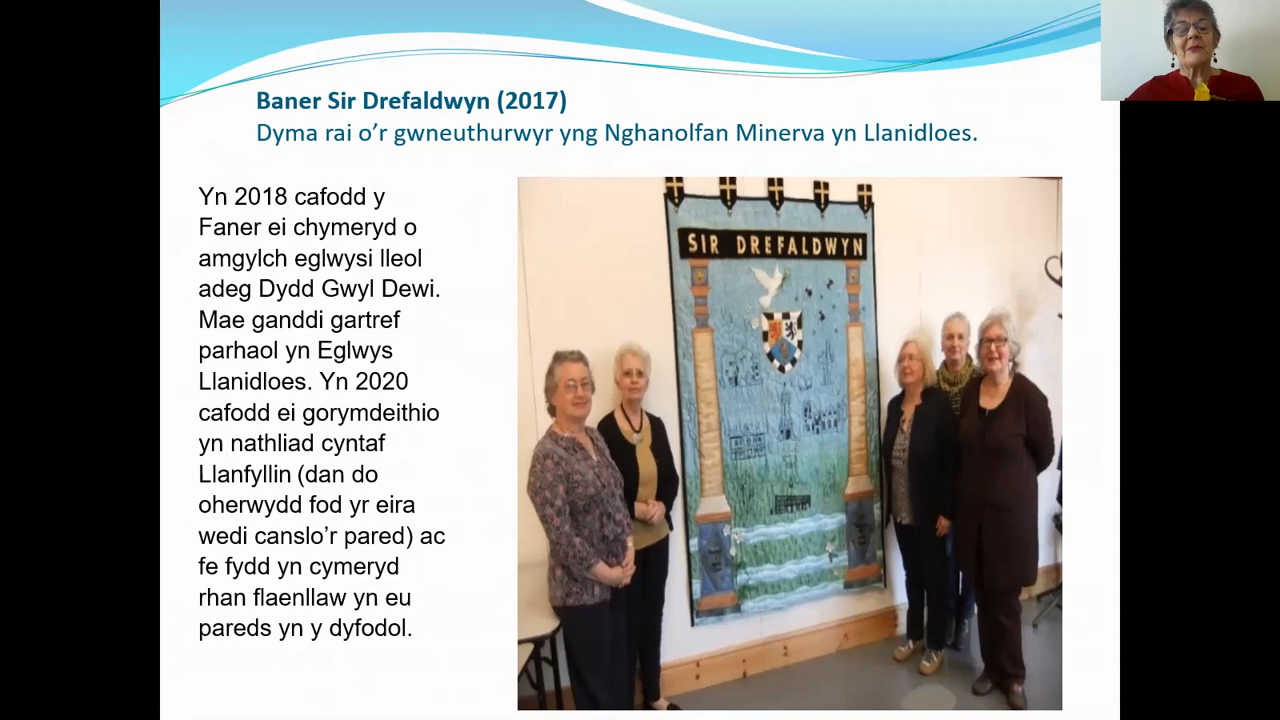 Baner Sir Drefaldwyn (2017)
Dyma rai o’r gwneuthurwyr yng Nghanolfan Minerva yn Llanidloes.
Yn 2018 cafodd y
Faner ei chymeryd o
amgylch eglwysi lleol
adeg Dydd Gwyl Dewi.
Mae ganddi gartref
parhaol yn Eglwys
Llanidloes. Yn 2020
cafodd ei gorymdeithio
yn nathliad cyntaf
Llanfyllin (dan do
oherwydd fod yr eira
wedi canslo’r pared) ac
fe fydd yn cymeryd
rhan flaenllaw yn eu
pareds yn y dyfodol.
SIR DREFALDWYN